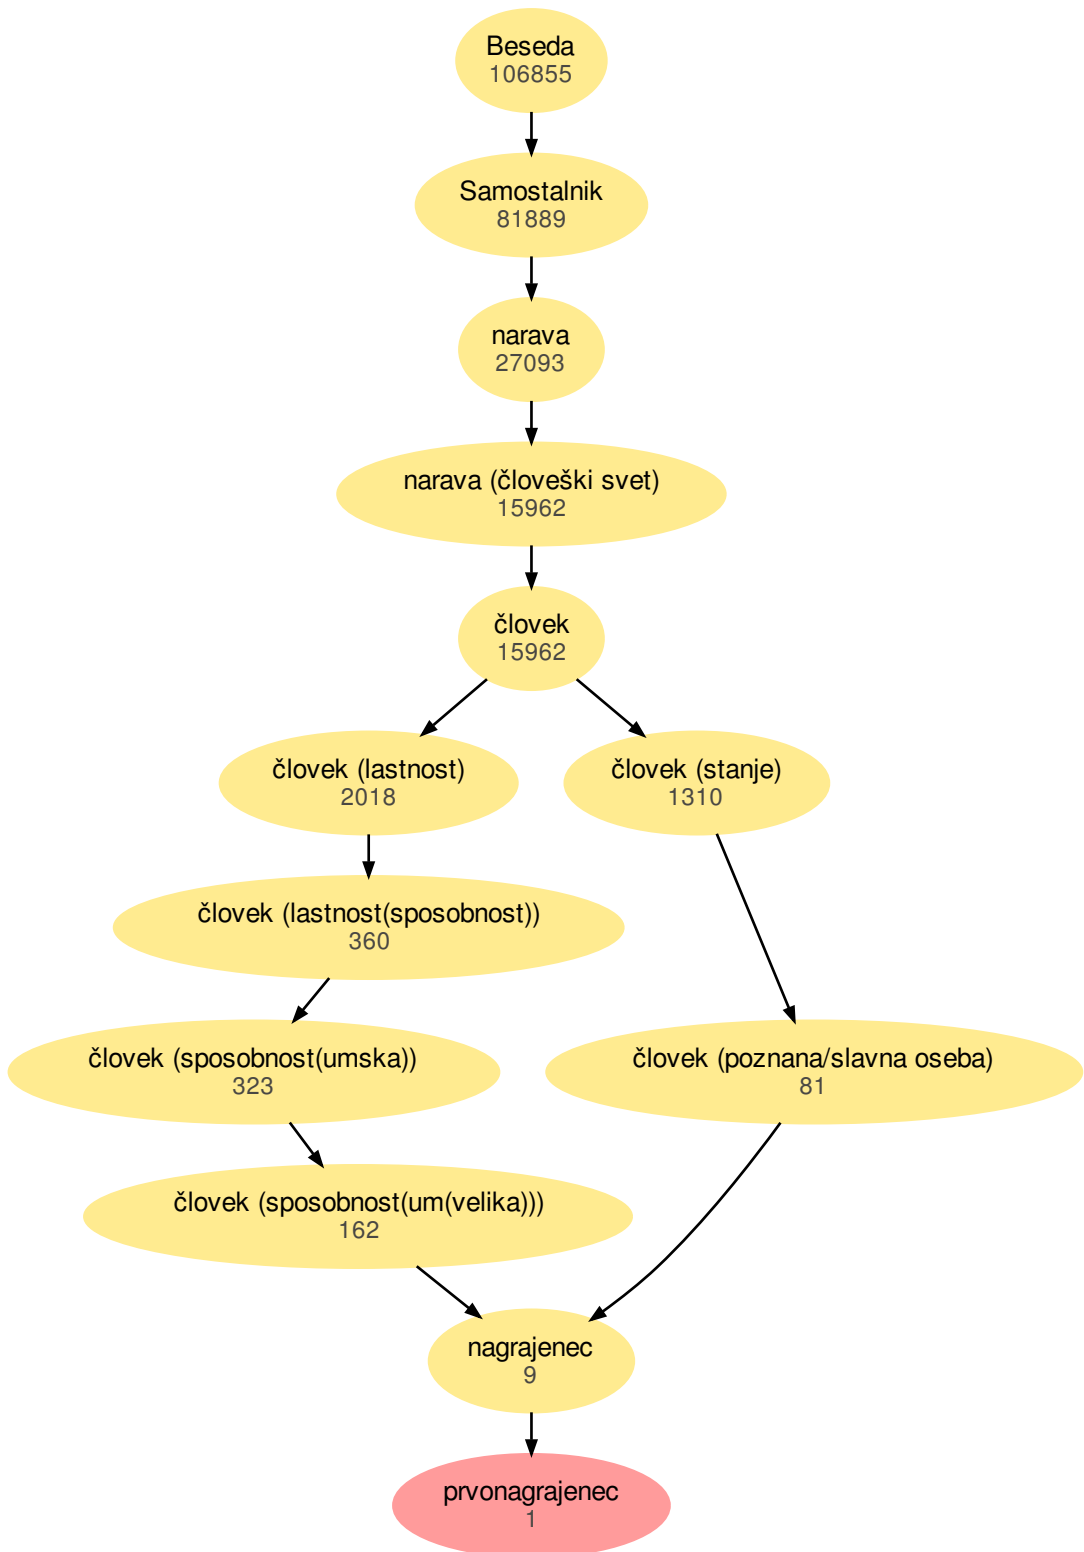 Beseda
106855
Samostalnik
81889
narava
27093
narava (človeški svet)
15962
človek
15962
človek (lastnost)
2018
človek (stanje)
1310
človek (lastnost(sposobnost))
360
človek (sposobnost(umska))
323
človek (poznana/slavna oseba)
81
človek (sposobnost(um(velika)))
162
nagrajenec
9
prvonagrajenec
1